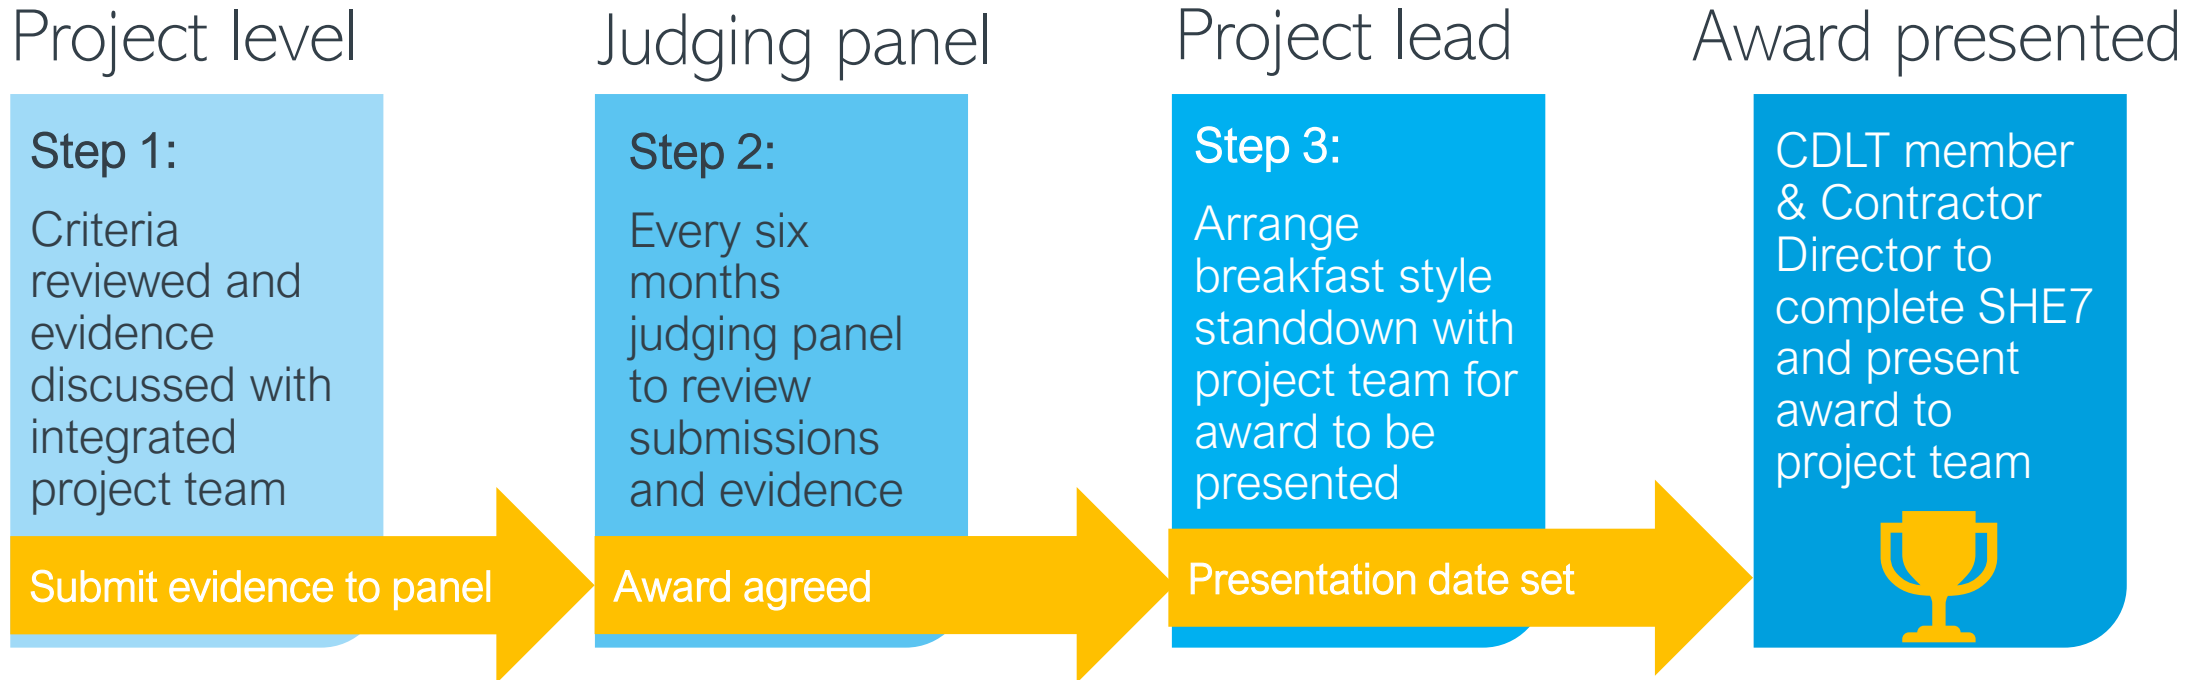 Project level
Step 1:
Criteria
reviewed and
evidence
discussed with
integrated
project team
Submit evidence to panel
Judging panel
Step 2:
Every six
months
judging panel
to review
submissions
and evidence
Award agreed
Project lead
Step 3:
Arrange
breakfast style
standdown with
project team for
award to be
presented
Presentation date set
Award presented
CDLT member
& Contractor
Director to
complete SHE7
and present
award to
project team